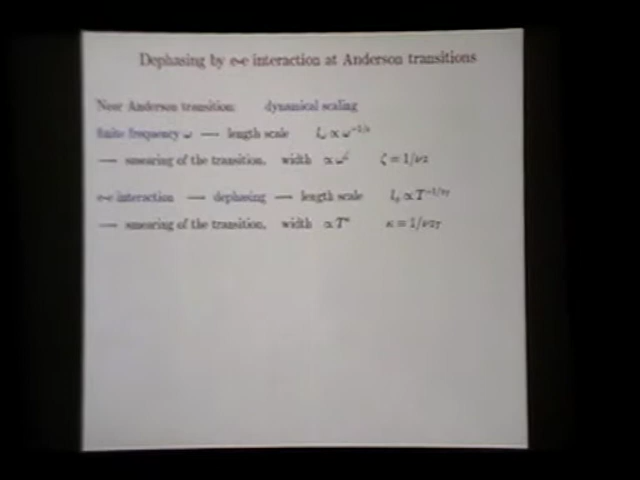 Dephasing by e-e interaction at Anderson transitions
Near Anderson transition dynamical scaling
finite frequency ω ⟶ length scale l_ω ∝ ω^{-1/z}
⟶ smearing of the transition, width ∝ ω^ζ ζ = 1/νz
e-e interaction ⟶ dephasing ⟶ length scale l_φ ∝ T^{-1/z_T}
⟶ smearing of the transition, width ∝ T^κ κ = 1/νz_T